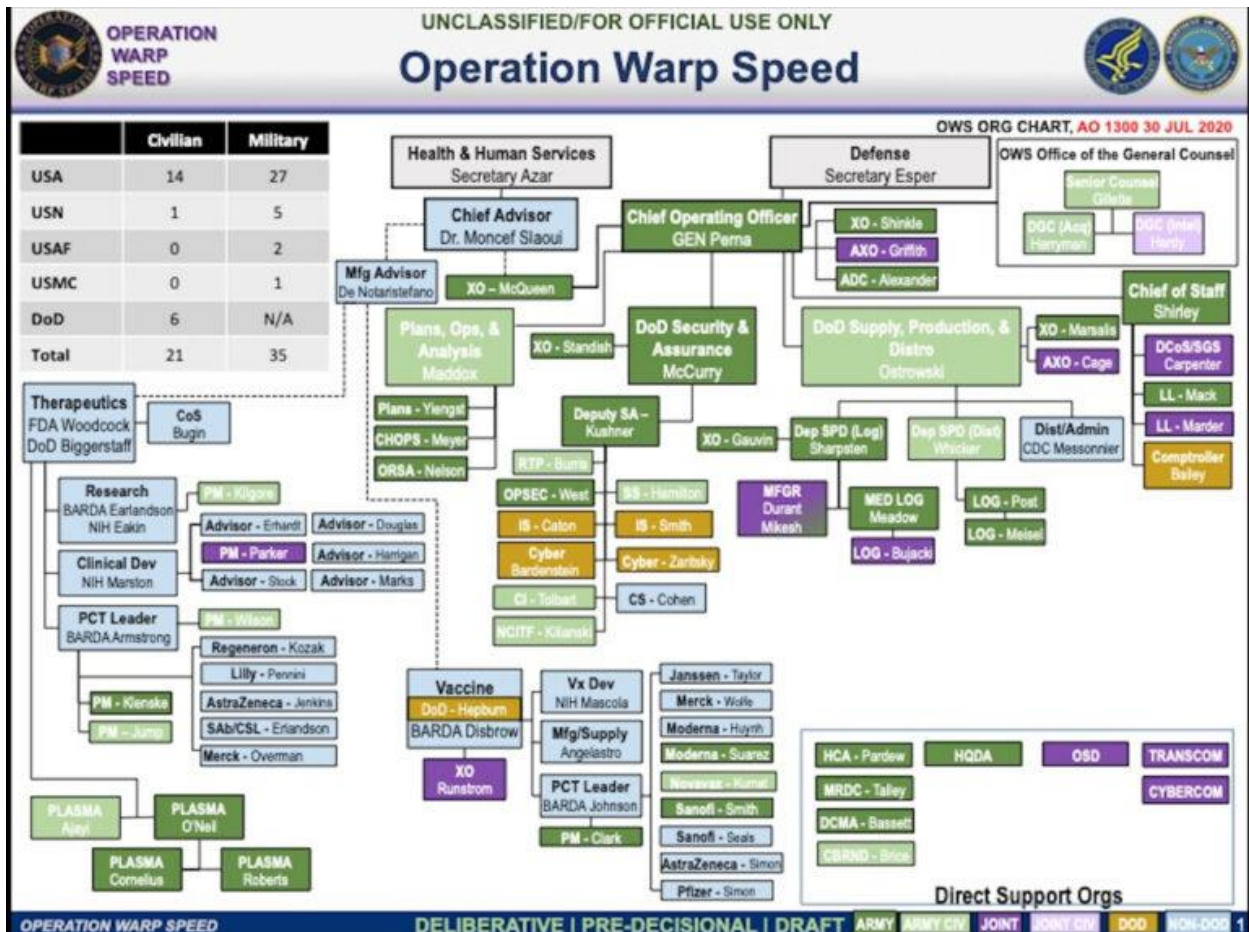 UNCLASSIFIED/FOR OFFICIAL USE ONLY
OPERATION
WARP
SPEED
Operation Warp Speed
OWS ORG CHART, AO 1300 30 JUL 2020
Civilian Military
USA 14 27
USN 1 5
USAF 0 2
USMC 0 1
DoD 6 N/A
Total 21 35
Health & Human Services
Secretary Azar
Defense
Secretary Esper
OWS Office of the General Counsel
Senior Counsel
Gillette
DGC (Acq)
Harryman
DGC (Intel)
Hardy
Chief Advisor
Dr. Moncef Slaoui
Chief Operating Officer
GEN Perna
XO - Shinkle
AXO - Griffith
ADC - Alexander
Mfg Advisor
De Notaristefano
XO – McQueen
Chief of Staff
Shirley
Plans, Ops, &
Analysis
Maddox
XO - Standish
DoD Security &
Assurance
McCurry
DoD Supply, Production, &
Distro
Ostrowski
XO - Marsalis
AXO - Cage
DCoS/SGS
Carpenter
LL - Mack
LL - Marder
Comptroller
Bailey
Plans - Yiengst
CHOPS - Meyer
ORSA - Nelson
Deputy SA –
Kushner
XO - Gauvin
Dep SPD (Log)
Sharpsten
Dep SPD (Dist)
Whicker
Dist/Admin
CDC Messonnier
Therapeutics
FDA Woodcock
DoD Biggerstaff
CoS
Bugin
RTP - Burris
OPSEC - West
SS - Hamilton
IS - Caton
IS - Smith
Cyber
Bardenstein
Cyber - Zaritsky
CI - Tolbert
CS - Cohen
NCITF - Kilianski
MFGR
Durant
Mikesh
MED LOG
Meadow
LOG - Bujacki
LOG - Post
LOG - Meisel
Research
BARDA Earlandson
NIH Eakin
PM - Kilgore
Clinical Dev
NIH Marston
Advisor - Erhardt
Advisor - Douglas
PM - Parker
Advisor - Harrigan
Advisor - Stock
Advisor - Marks
PCT Leader
BARDA Armstrong
PM - Wilson
Regeneron - Kozak
Lilly - Pennini
AstraZeneca - Jenkins
SAb/CSL - Erlandson
Merck - Overman
PM - Klenske
PM - Jump
PLASMA
Ajayi
PLASMA
O'Neil
PLASMA
Cornelius
PLASMA
Roberts
Vaccine
DoD - Hepburn
BARDA Disbrow
XO
Runstrom
Vx Dev
NIH Mascola
Mfg/Supply
Angelastro
PCT Leader
BARDA Johnson
PM - Clark
Janssen - Taylor
Merck - Wolfe
Moderna - Huynh
Moderna - Suarez
Novavax -
Sanofi - Smith
Sanofi - Seals
AstraZeneca - Simon
Pfizer - Simon
HCA - Pardew
HQDA
OSD
TRANSCOM
MRDC - Talley
CYBERCOM
DCMA - Bassett
CBRND - Brice
Direct Support Orgs
OPERATION WARP SPEED
DELIBERATIVE | PRE-DECISIONAL | DRAFT
ARMY ARMY CIV JOINT JOINT CIV DOD NON-DOD 1